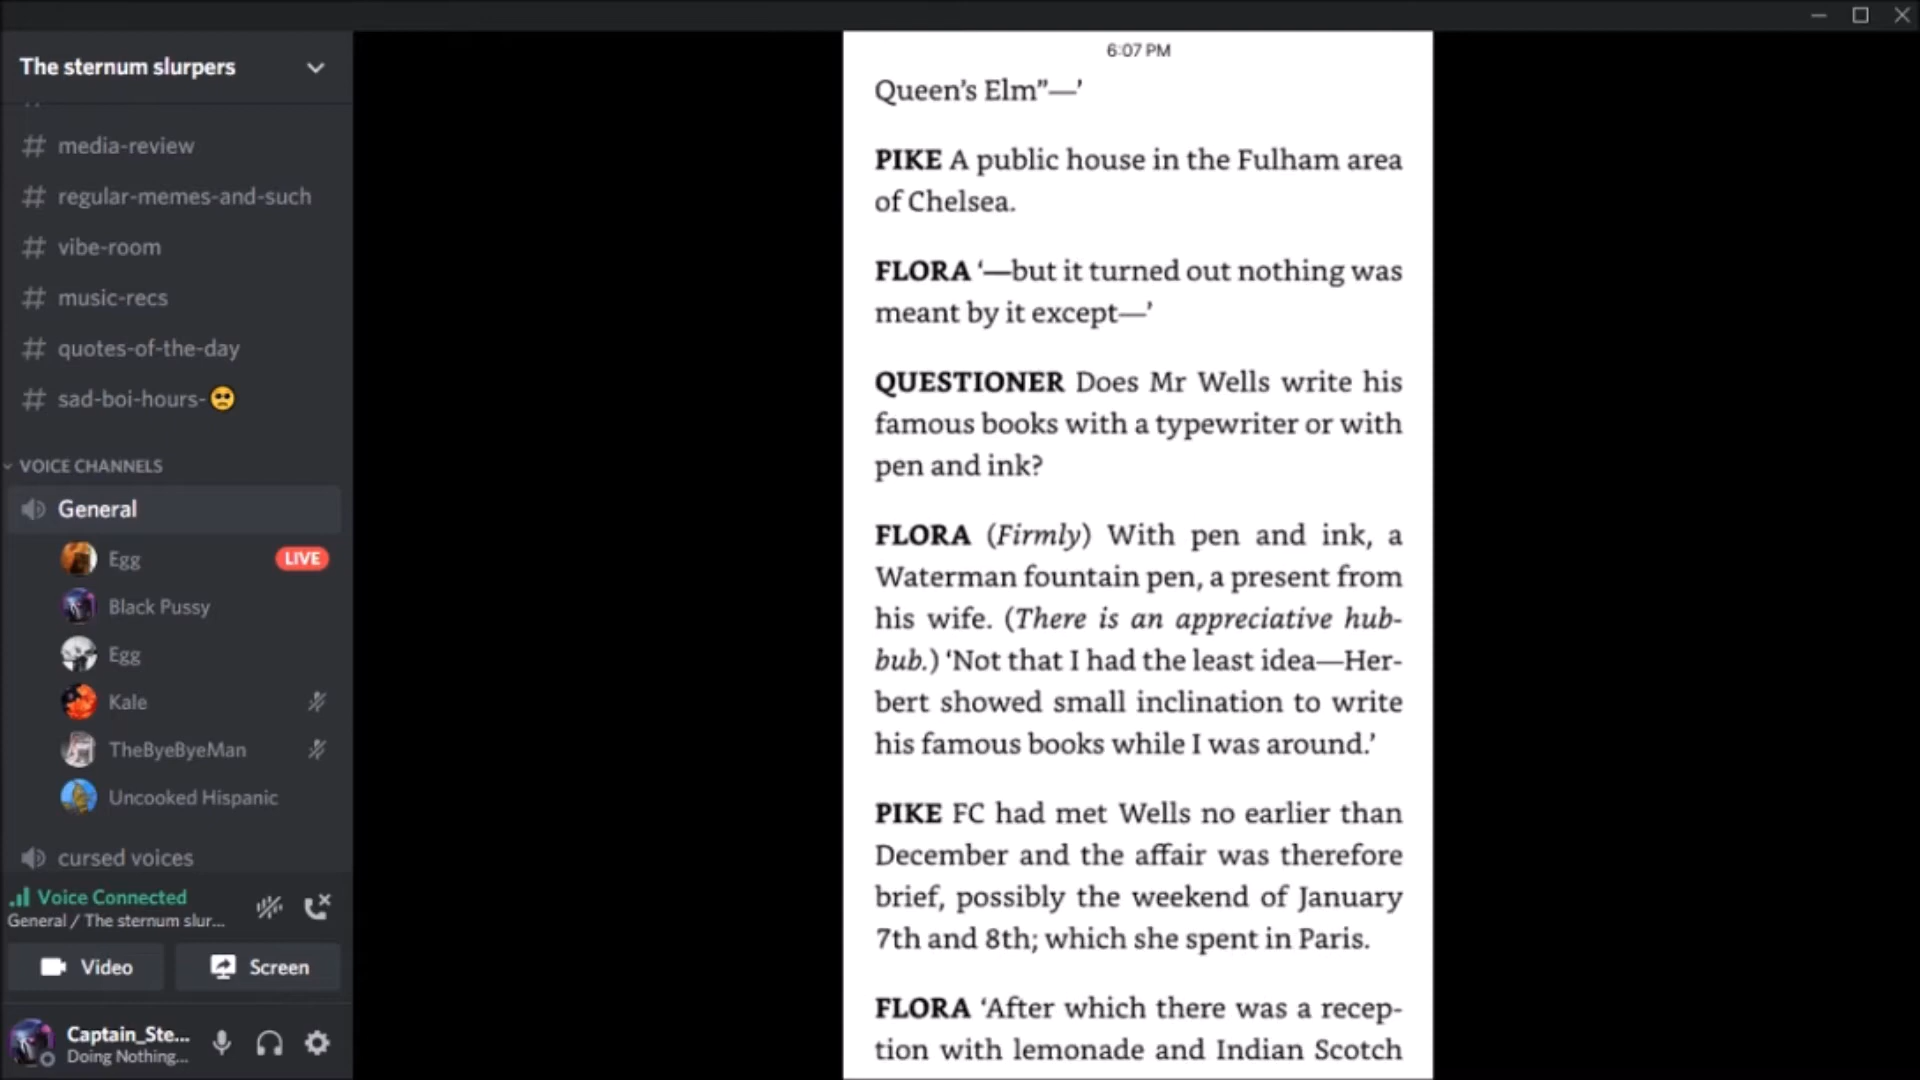 The sternum slurpers
# media-review
# regular-memes-and-such
# vibe-room
# music-recs
# quotes-of-the-day
# sad-boi-hours-🥺
VOICE CHANNELS
General
Egg LIVE
Black Pussy
Egg
Kale
TheByeByeMan
Uncooked Hispanic
cursed voices
Voice Connected
General / The sternum slur...
Video Screen
Captain_Ste...
Doing Nothing...
6:07 PM
Queen’s Elm”—’
PIKE A public house in the Fulham area
of Chelsea.
FLORA ‘—but it turned out nothing was
meant by it except—’
QUESTIONER Does Mr Wells write his
famous books with a typewriter or with
pen and ink?
FLORA (Firmly) With pen and ink, a
Waterman fountain pen, a present from
his wife. (There is an appreciative hub-
bub.) ‘Not that I had the least idea—Her-
bert showed small inclination to write
his famous books while I was around.’
PIKE FC had met Wells no earlier than
December and the affair was therefore
brief, possibly the weekend of January
7th and 8th; which she spent in Paris.
FLORA ‘After which there was a recep-
tion with lemonade and Indian Scotch